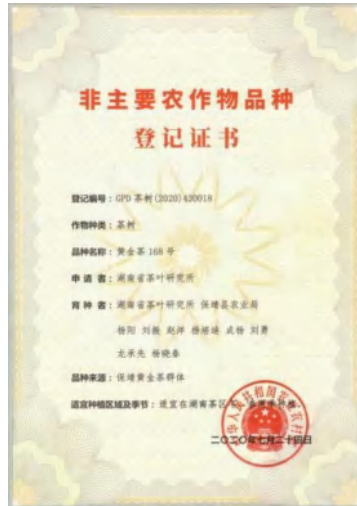 非主要农作物品种
登记证书
登记编号：GPD 茶树(2020)430018
作物种类：茶树
品种名称：黄金茶 168 号
申 请 者：湖南省茶叶研究所
育 种 者：湖南省茶叶研究所 保靖县农业局
杨阳 刘振 赵洋 杨培迪 成杨 刘勇
龙承先 杨晓春
品种来源：保靖黄金茶群体
适宜种植区域及季节：适宜在湖南茶区
二〇二〇年七月二十四日